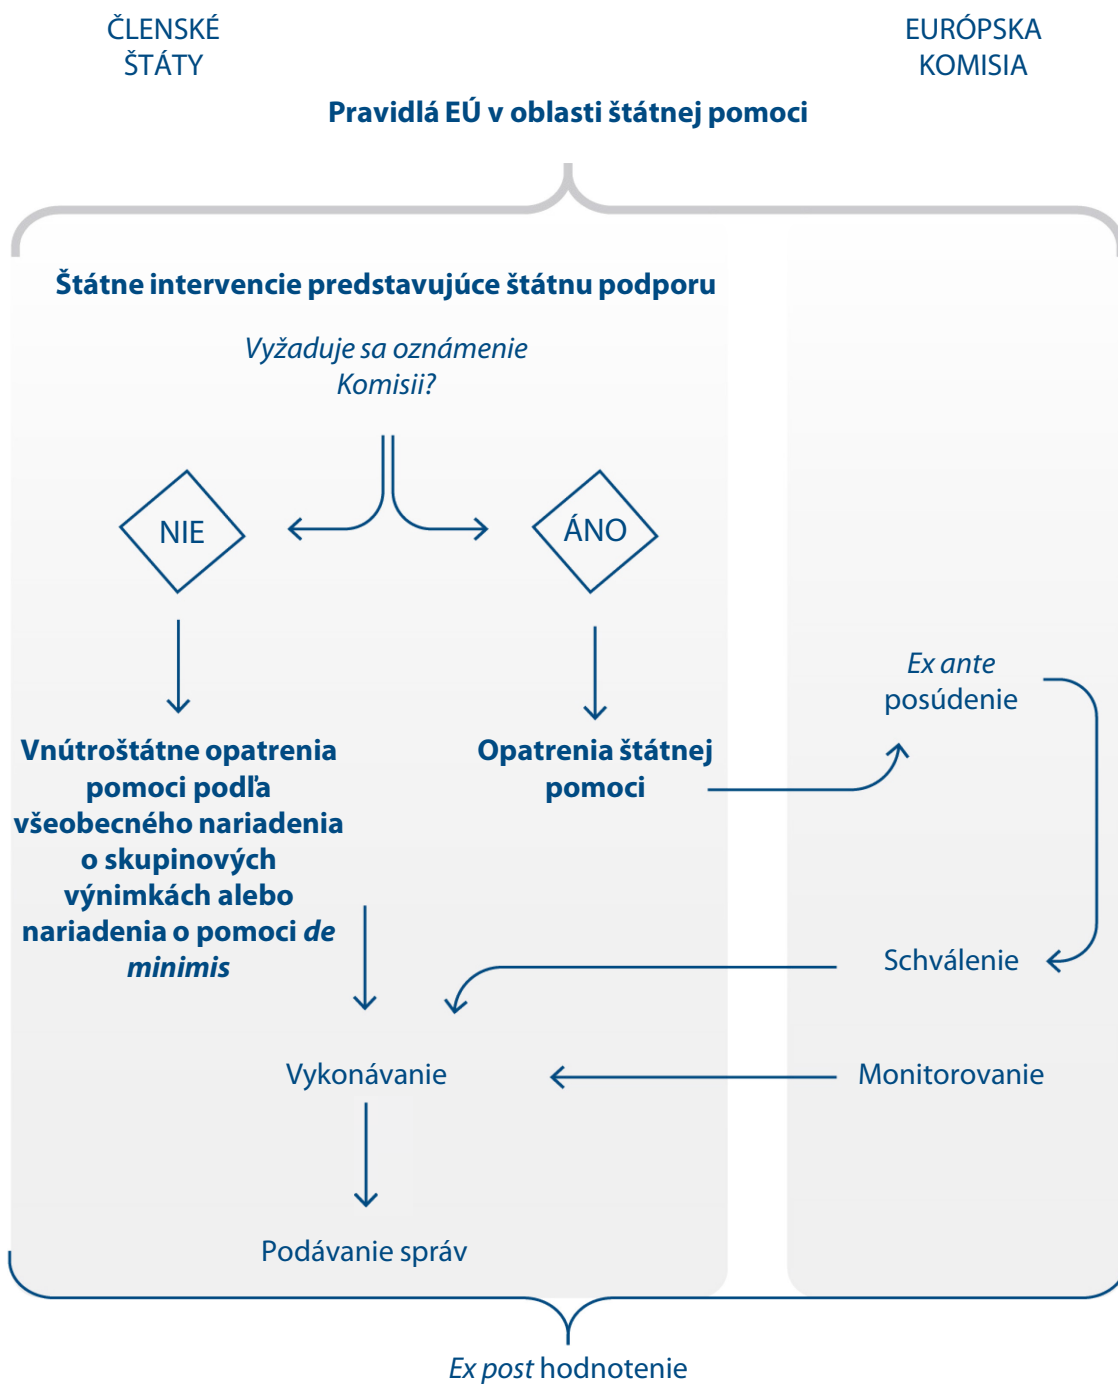 ČLENSKÉ
ŠTÁTY
EURÓPSKA
KOMISIA
Pravidlá EÚ v oblasti štátnej pomoci
Štátne intervencie predstavujúce štátnu podporu
Vyžaduje sa oznámenie
Komisii?
NIE
ÁNO
Ex ante
posúdenie
Vnútroštátne opatrenia
pomoci podľa
všeobecného nariadenia
o skupinových
výnimkách alebo
nariadenia o pomoci de
minimis
Opatrenia štátnej
pomoci
Schválenie
Vykonávanie
Monitorovanie
Podávanie správ
Ex post hodnotenie